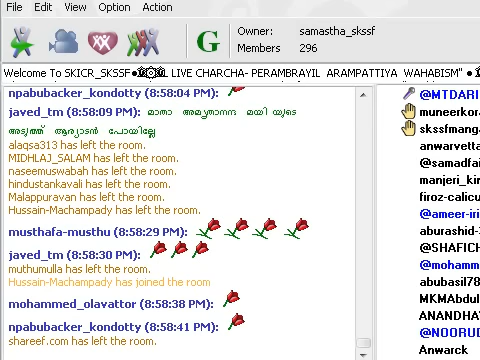 File Edit View Option Action
G
Owner: samastha_skssf
Members 296
Welcome To SKICR_SKSSF LIVE CHARCHA- PERAMBRAYIL ARAMPATTIYA WAHABISM"
npabubacker_kondotty (8:58:04 PM):
javed_tm (8:58:09 PM): മാതാ അമൃതാനന്ദ മയി യുടെ
അടുത്ത് ആര്യാടന്‍ പോയില്ലേ
alaqsa313 has left the room.
MIDHLAJ_SALAM has left the room.
naseemuswabah has left the room.
hindustankavali has left the room.
Malappuravan has left the room.
Hussain-Machampady has left the room.
musthafa-musthu (8:58:29 PM):
javed_tm (8:58:30 PM):
muthumulla has left the room.
Hussain-Machampady has joined the room
mohammed_olavattor (8:58:38 PM):
npabubacker_kondotty (8:58:41 PM):
shareef.com has left the room.
@MTDARI
muneerkora
skssfmang
anwarvetta
@samadfai
manjeri_kir
firoz-calicu
@ameer-iri
aburashid-
@SHAFICH
@mohamm
abubasil78
MKMAbdul
ANANDHA
@NOORUD
Anwarck